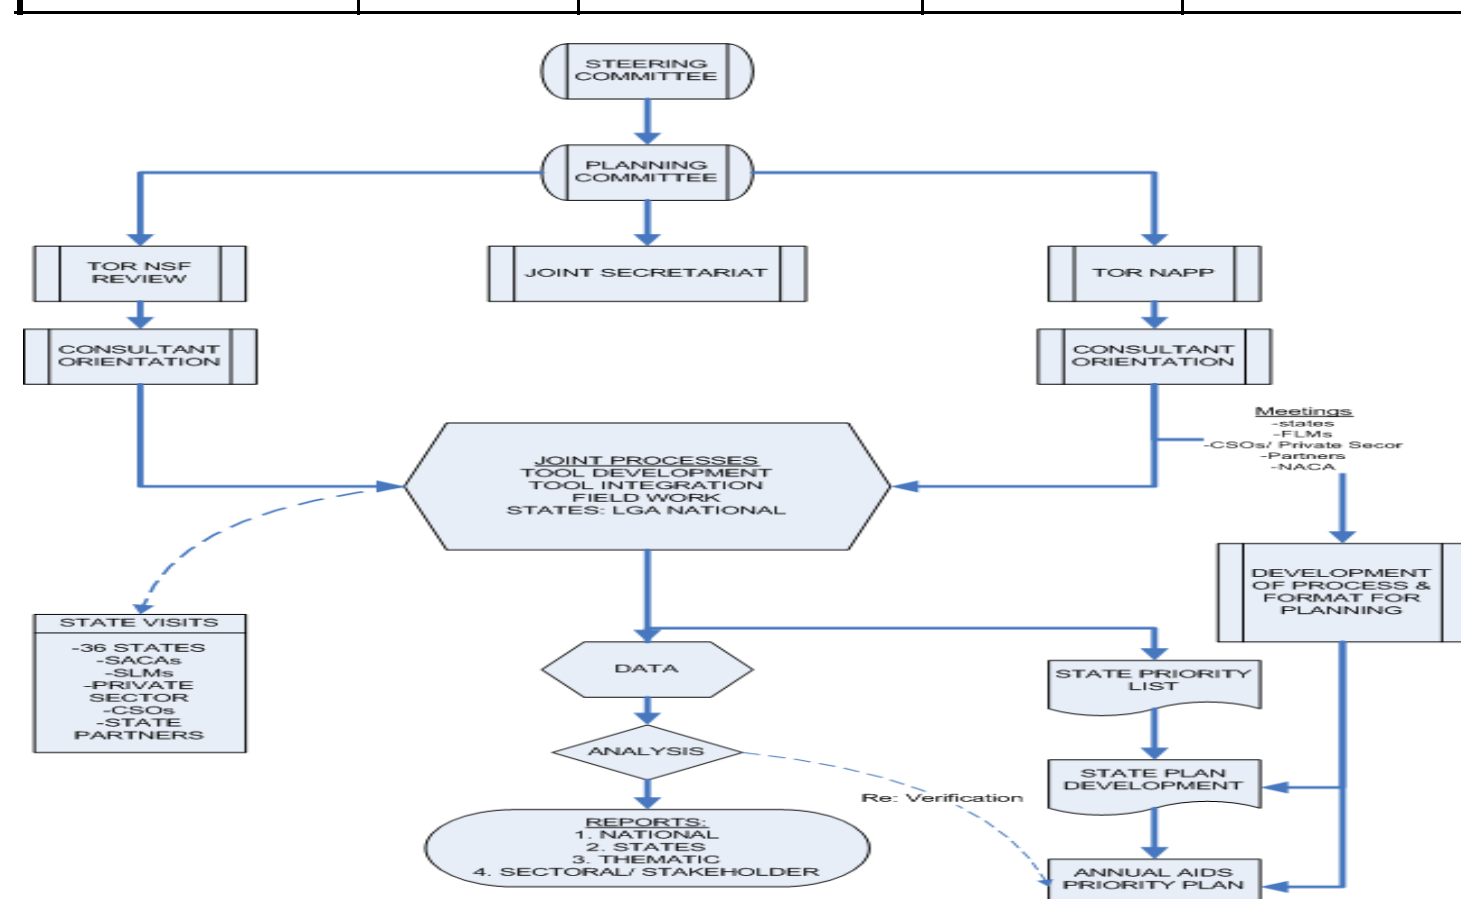 STEERING
COMMITTEE
PLANNING
COMMITTEE
TOR NSF
REVIEW
JOINT SECRETARIAT
TOR NAPP
CONSULTANT
ORIENTATION
CONSULTANT
ORIENTATION
Meetings
-states
-FLMs
-CSOs/ Private Secor
-Partners
-NACA
JOINT PROCESSES
TOOL DEVELOPMENT
TOOL INTEGRATION
FIELD WORK
STATES: LGA NATIONAL
DEVELOPMENT
OF PROCESS &
FORMAT FOR
PLANNING
STATE VISITS
-36 STATES
-SACAs
-SLMs
-PRIVATE
SECTOR
-CSOs
-STATE
PARTNERS
DATA
STATE PRIORITY
LIST
ANALYSIS
STATE PLAN
DEVELOPMENT
Re: Verification
REPORTS:
1. NATIONAL
2. STATES
3. THEMATIC
4. SECTORAL/ STAKEHOLDER
ANNUAL AIDS
PRIORITY PLAN